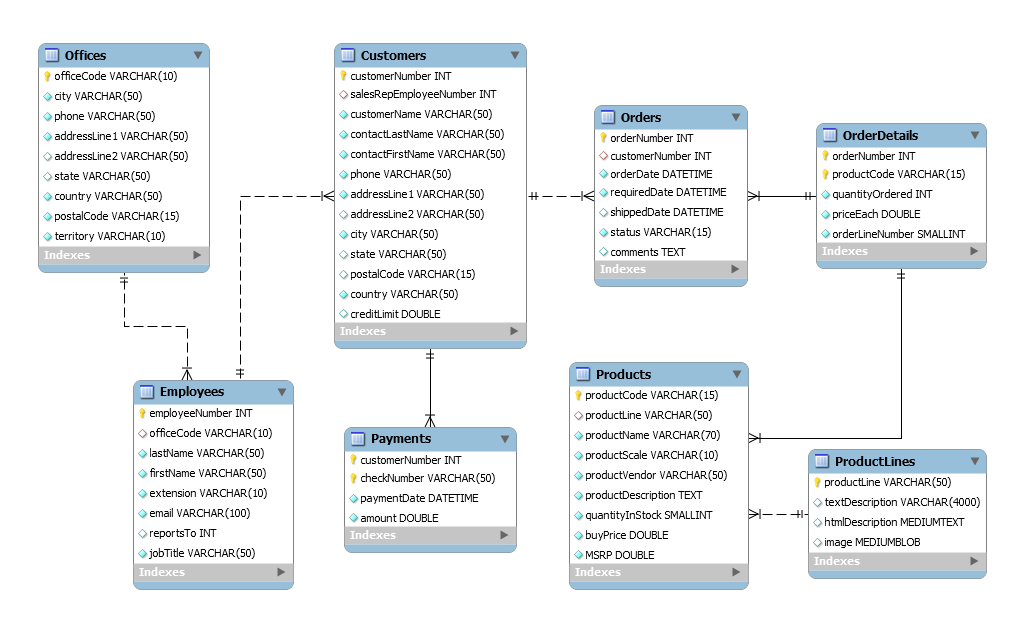 Offices
officeCode VARCHAR(10)
city VARCHAR(50)
phone VARCHAR(50)
addressLine1 VARCHAR(50)
addressLine2 VARCHAR(50)
state VARCHAR(50)
country VARCHAR(50)
postalCode VARCHAR(15)
territory VARCHAR(10)
Indexes
Customers
customerNumber INT
salesRepEmployeeNumber INT
customerName VARCHAR(50)
contactLastName VARCHAR(50)
contactFirstName VARCHAR(50)
phone VARCHAR(50)
addressLine1 VARCHAR(50)
addressLine2 VARCHAR(50)
city VARCHAR(50)
state VARCHAR(50)
postalCode VARCHAR(15)
country VARCHAR(50)
creditLimit DOUBLE
Indexes
Orders
orderNumber INT
customerNumber INT
orderDate DATETIME
requiredDate DATETIME
shippedDate DATETIME
status VARCHAR(15)
comments TEXT
Indexes
OrderDetails
orderNumber INT
productCode VARCHAR(15)
quantityOrdered INT
priceEach DOUBLE
orderLineNumber SMALLINT
Indexes
Employees
employeeNumber INT
officeCode VARCHAR(10)
lastName VARCHAR(50)
firstName VARCHAR(50)
extension VARCHAR(10)
email VARCHAR(100)
reportsTo INT
jobTitle VARCHAR(50)
Indexes
Payments
customerNumber INT
checkNumber VARCHAR(50)
paymentDate DATETIME
amount DOUBLE
Indexes
Products
productCode VARCHAR(15)
productLine VARCHAR(50)
productName VARCHAR(70)
productScale VARCHAR(10)
productVendor VARCHAR(50)
productDescription TEXT
quantityInStock SMALLINT
buyPrice DOUBLE
MSRP DOUBLE
Indexes
ProductLines
productLine VARCHAR(50)
textDescription VARCHAR(4000)
htmlDescription MEDIUMTEXT
image MEDIUMBLOB
Indexes